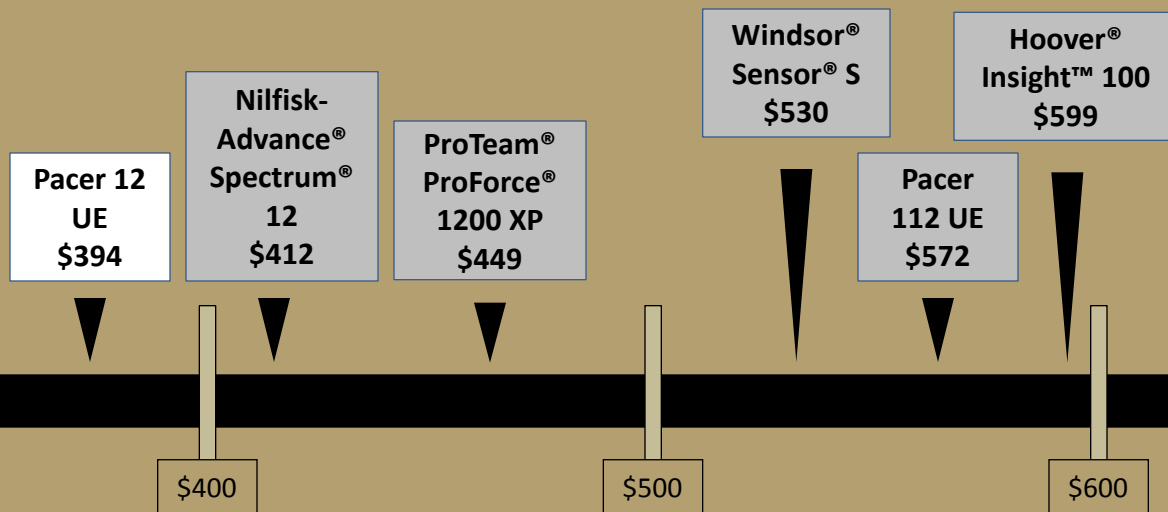 Pacer 12
UE
$394
Nilfisk-
Advance®
Spectrum®
12
$412
ProTeam®
ProForce®
1200 XP
$449
Windsor®
Sensor® S
$530
Pacer
112 UE
$572
Hoover®
Insight™ 100
$599
$400
$500
$600